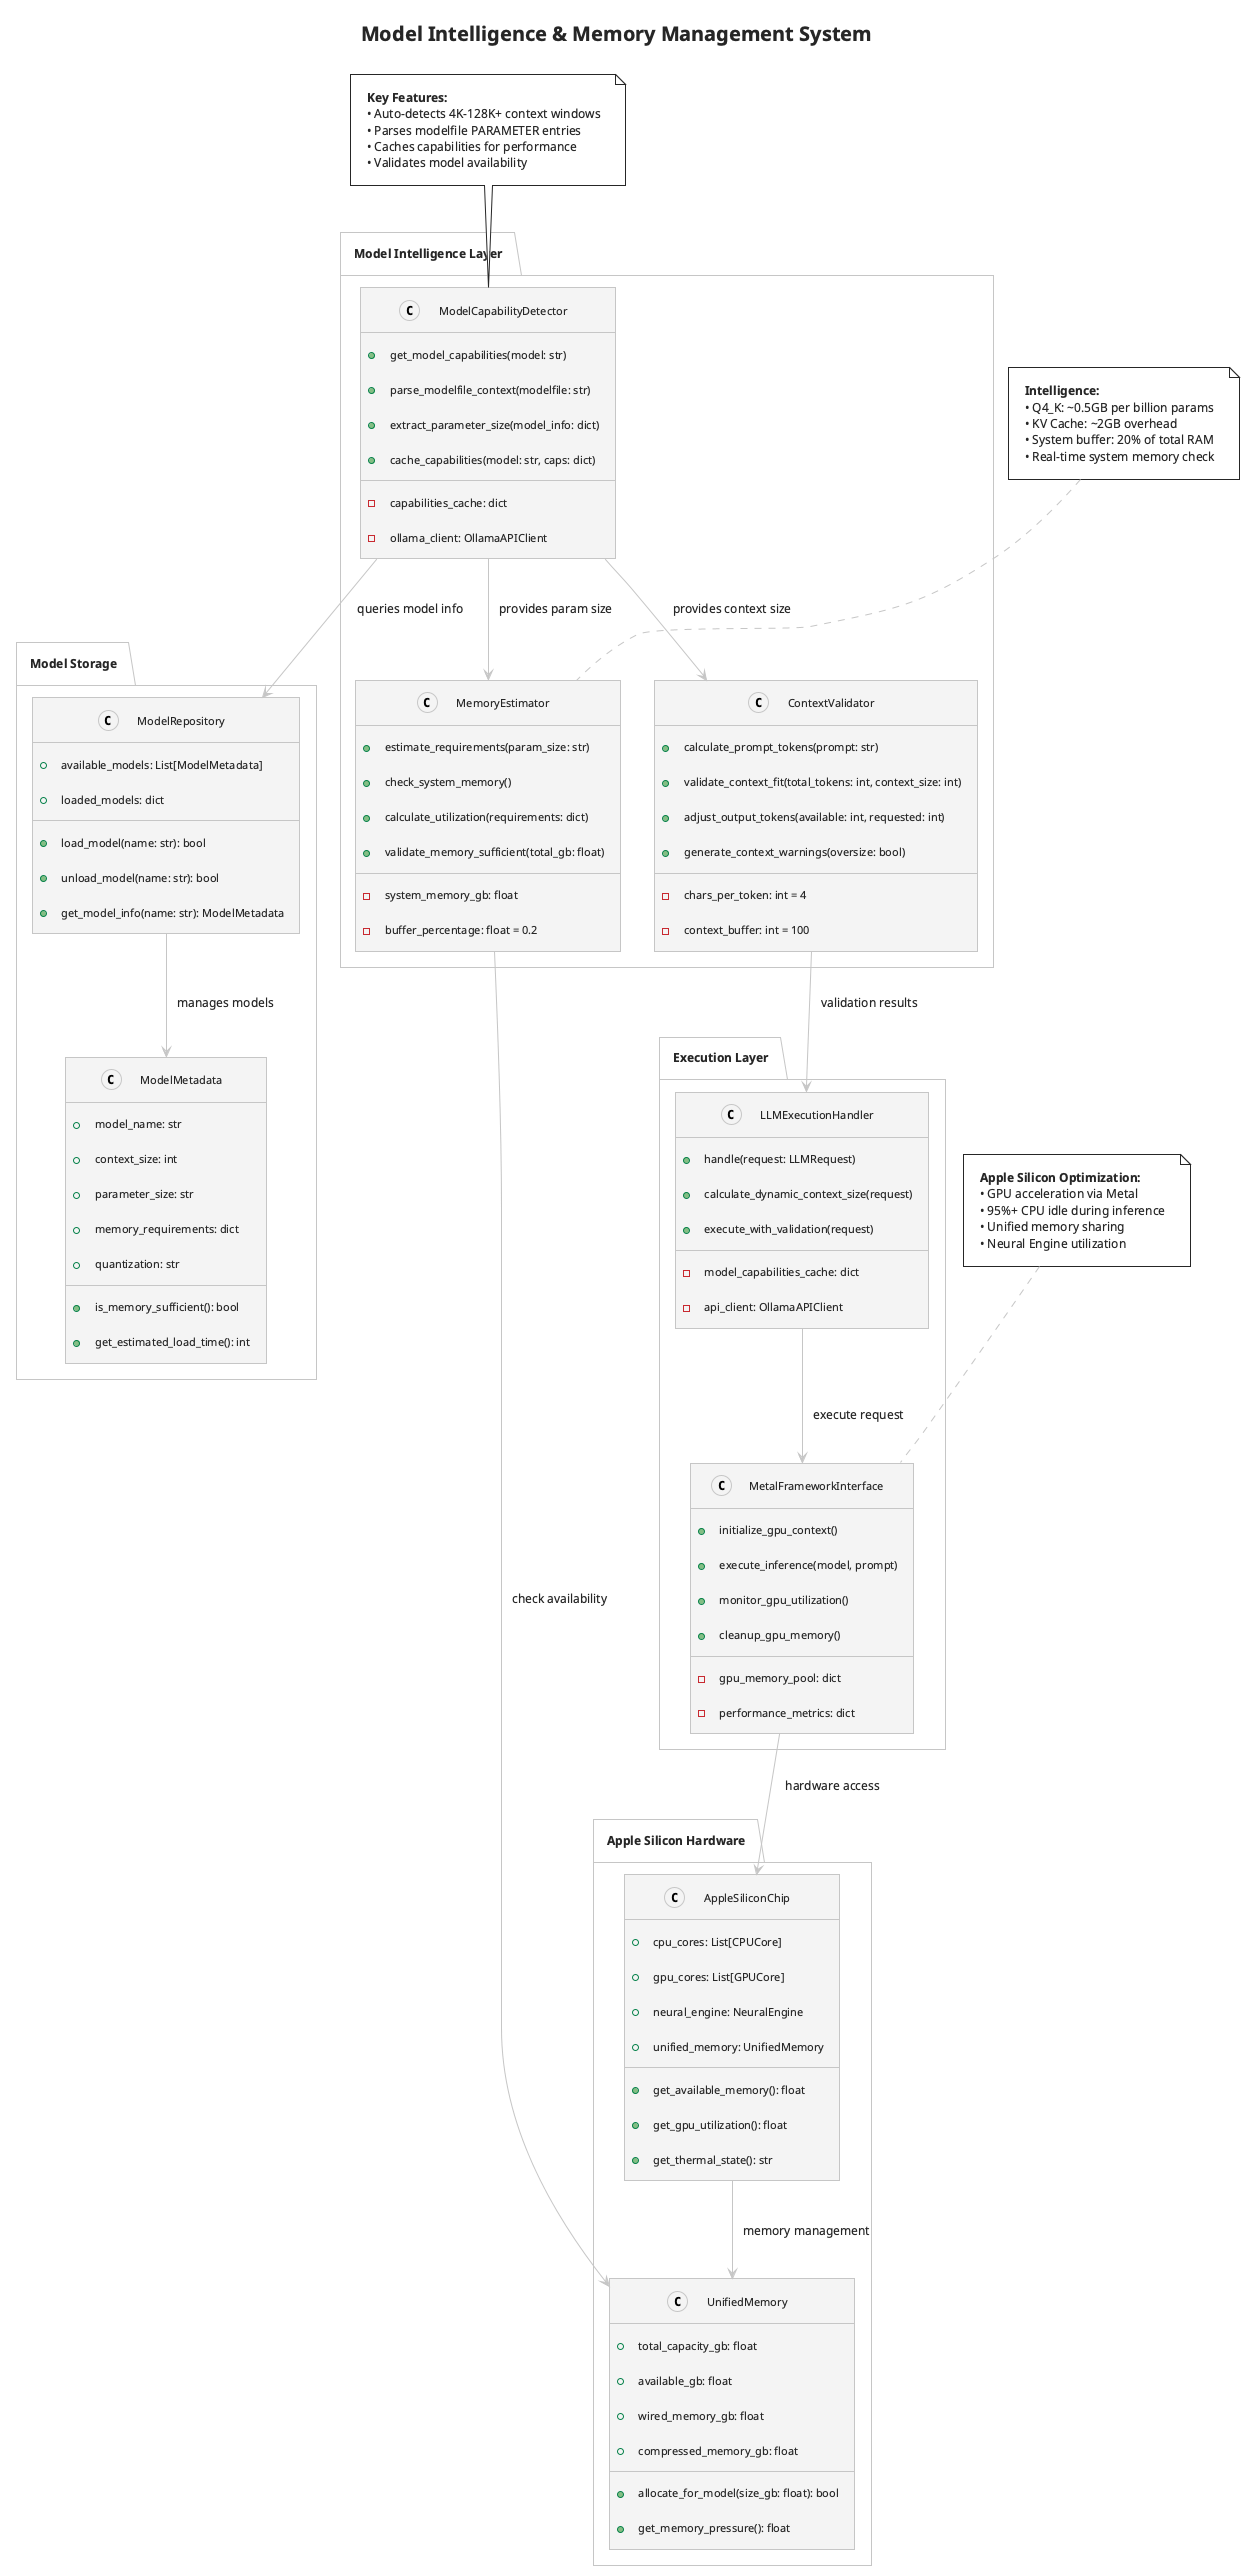 Model Intelligence & Memory Management System
Key Features:
• Auto-detects 4K-128K+ context windows
• Parses modelfile PARAMETER entries
• Caches capabilities for performance
• Validates model availability
Model Intelligence Layer
C ModelCapabilityDetector
get_model_capabilities(model: str)
parse_modelfile_context(modelfile: str)
extract_parameter_size(model_info: dict)
cache_capabilities(model: str, caps: dict)
capabilities_cache: dict
ollama_client: OllamaAPIClient
Intelligence:
• Q4_K: ~0.5GB per billion params
• KV Cache: ~2GB overhead
• System buffer: 20% of total RAM
• Real-time system memory check
queries model info
provides param size
provides context size
Model Storage
C ModelRepository
available_models: List[ModelMetadata]
loaded_models: dict
load_model(name: str): bool
unload_model(name: str): bool
get_model_info(name: str): ModelMetadata
C MemoryEstimator
estimate_requirements(param_size: str)
check_system_memory()
calculate_utilization(requirements: dict)
validate_memory_sufficient(total_gb: float)
system_memory_gb: float
buffer_percentage: float = 0.2
C ContextValidator
calculate_prompt_tokens(prompt: str)
validate_context_fit(total_tokens: int, context_size: int)
adjust_output_tokens(available: int, requested: int)
generate_context_warnings(oversize: bool)
chars_per_token: int = 4
context_buffer: int = 100
manages models
validation results
C ModelMetadata
model_name: str
context_size: int
parameter_size: str
memory_requirements: dict
quantization: str
is_memory_sufficient(): bool
get_estimated_load_time(): int
Execution Layer
C LLMExecutionHandler
handle(request: LLMRequest)
calculate_dynamic_context_size(request)
execute_with_validation(request)
model_capabilities_cache: dict
api_client: OllamaAPIClient
Apple Silicon Optimization:
• GPU acceleration via Metal
• 95%+ CPU idle during inference
• Unified memory sharing
• Neural Engine utilization
execute request
C MetalFrameworkInterface
initialize_gpu_context()
execute_inference(model, prompt)
monitor_gpu_utilization()
cleanup_gpu_memory()
gpu_memory_pool: dict
performance_metrics: dict
check availability
hardware access
Apple Silicon Hardware
C AppleSiliconChip
cpu_cores: List[CPUCore]
gpu_cores: List[GPUCore]
neural_engine: NeuralEngine
unified_memory: UnifiedMemory
get_available_memory(): float
get_gpu_utilization(): float
get_thermal_state(): str
memory management
C UnifiedMemory
total_capacity_gb: float
available_gb: float
wired_memory_gb: float
compressed_memory_gb: float
allocate_for_model(size_gb: float): bool
get_memory_pressure(): float